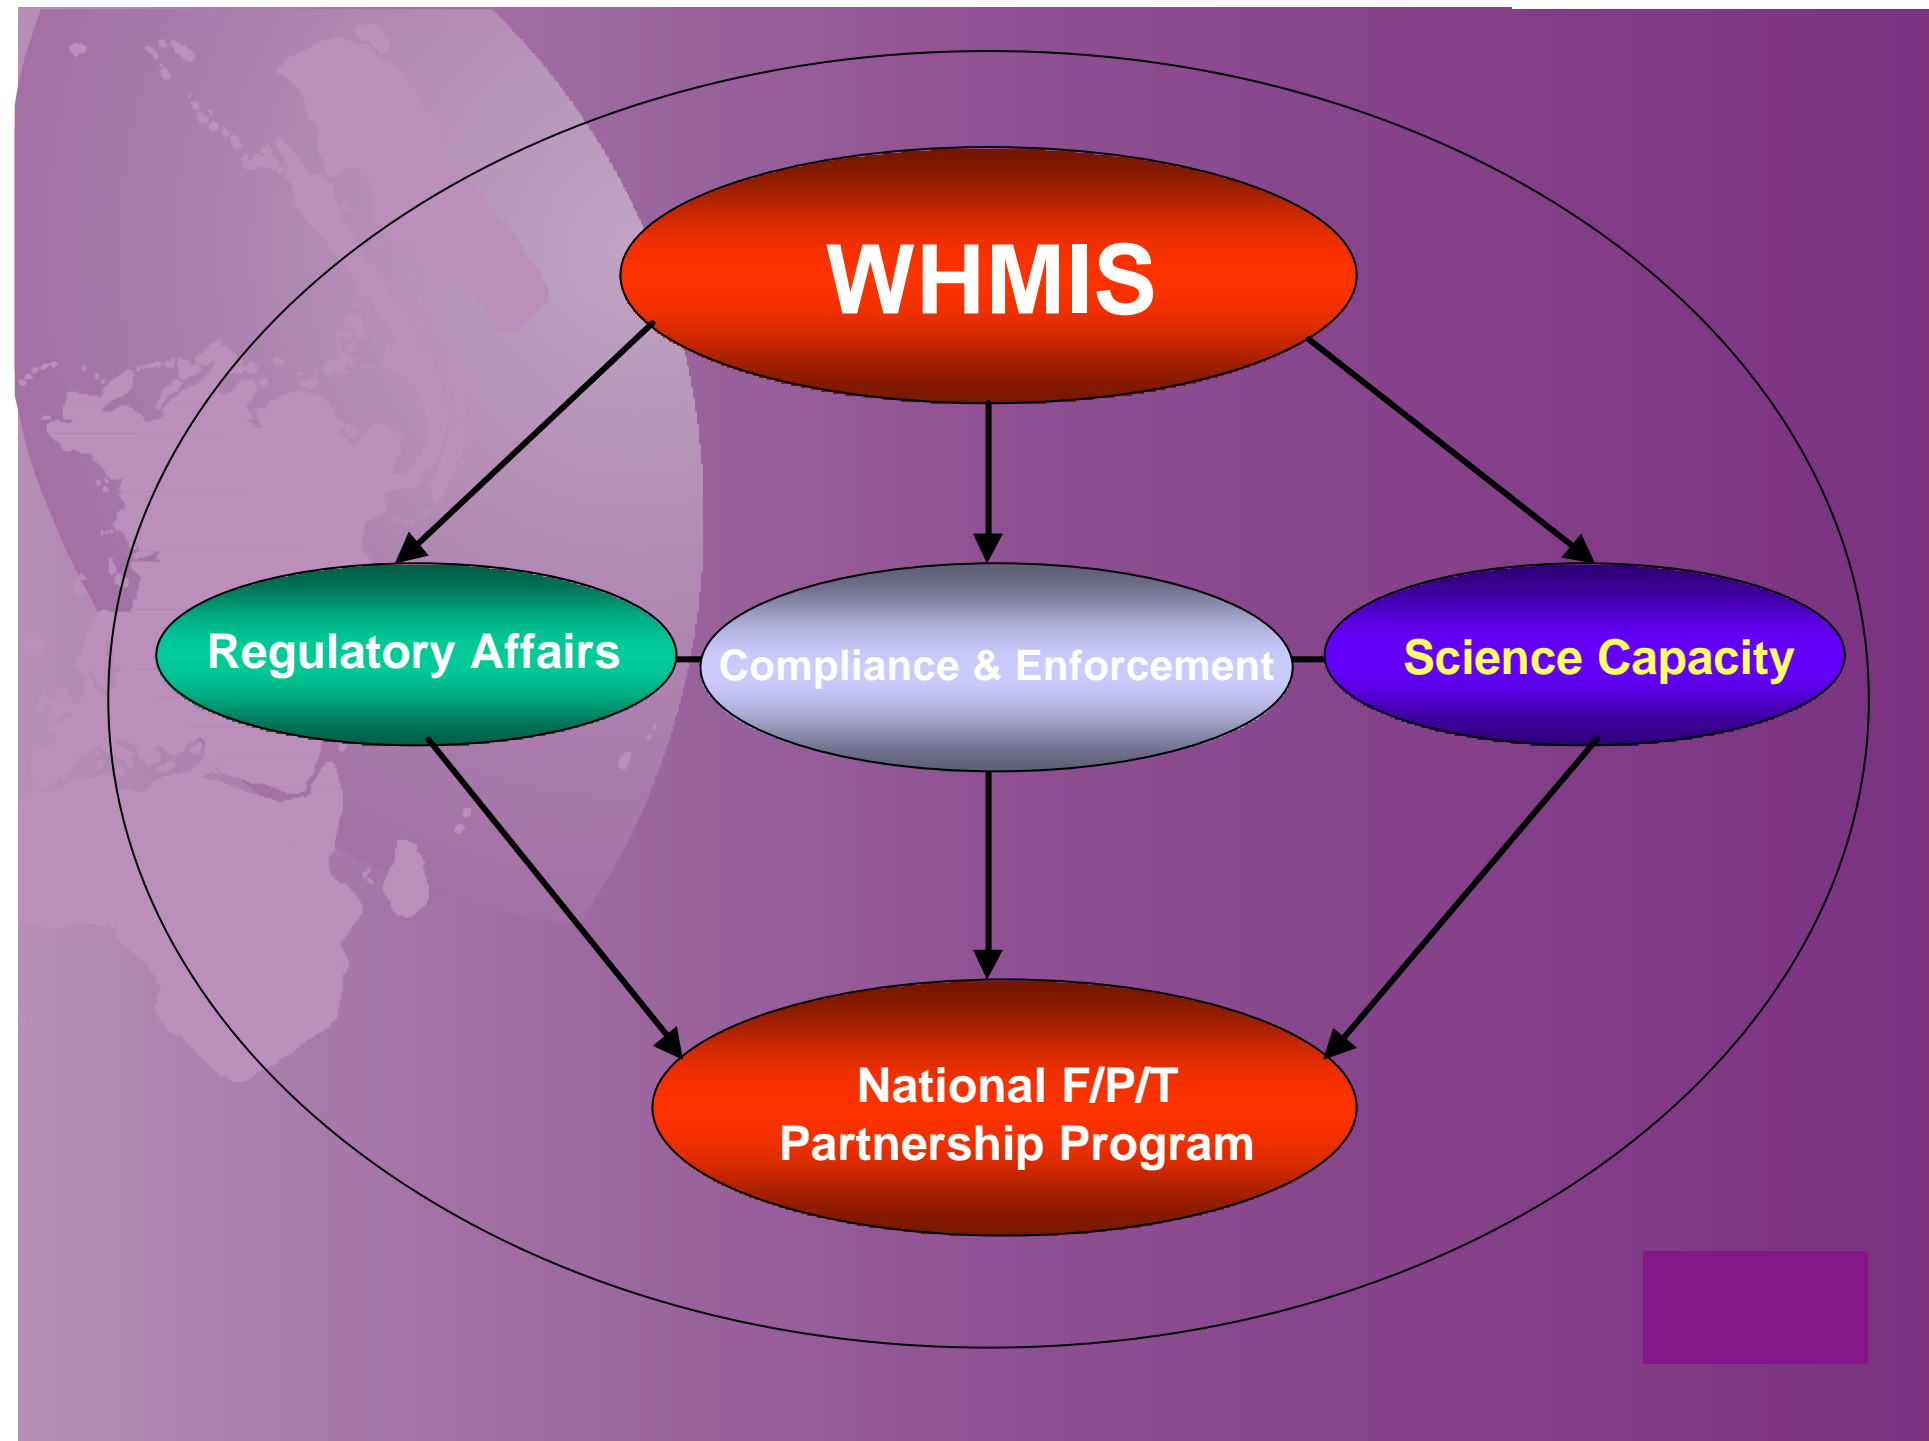 WHMIS
Regulatory Affairs
Compliance & Enforcement
Science Capacity
National F/P/T
Partnership Program